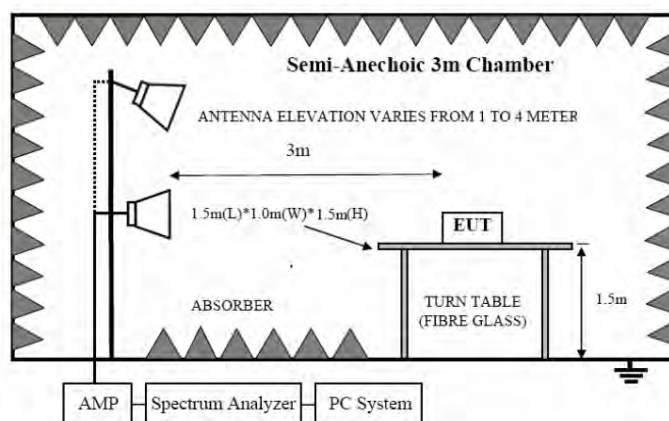 Semi-Anechoic 3m Chamber
ANTENNA ELEVATION VARIES FROM 1 TO 4 METER
3m
1.5m(L)*1.0m(W)*1.5m(H)
EUT
ABSORBER
TURN TABLE
(FIBRE GLASS)
1.5m
AMP
Spectrum Analyzer
PC System